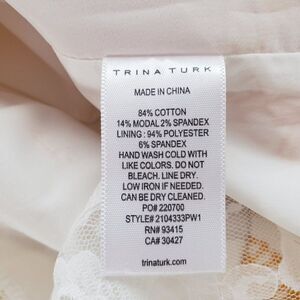 TRINA TURK
MADE IN CHINA
84% COTTON
14% MODAL 2% SPANDEX
LINING : 94% POLYESTER
6% SPANDEX
HAND WASH COLD WITH
LIKE COLORS. DO NOT
BLEACH. LINE DRY.
LOW IRON IF NEEDED.
CAN BE DRY CLEANED.
PO# 220700
STYLE# 2104333PW1
RN# 93415
CA# 30427
trinaturk.com